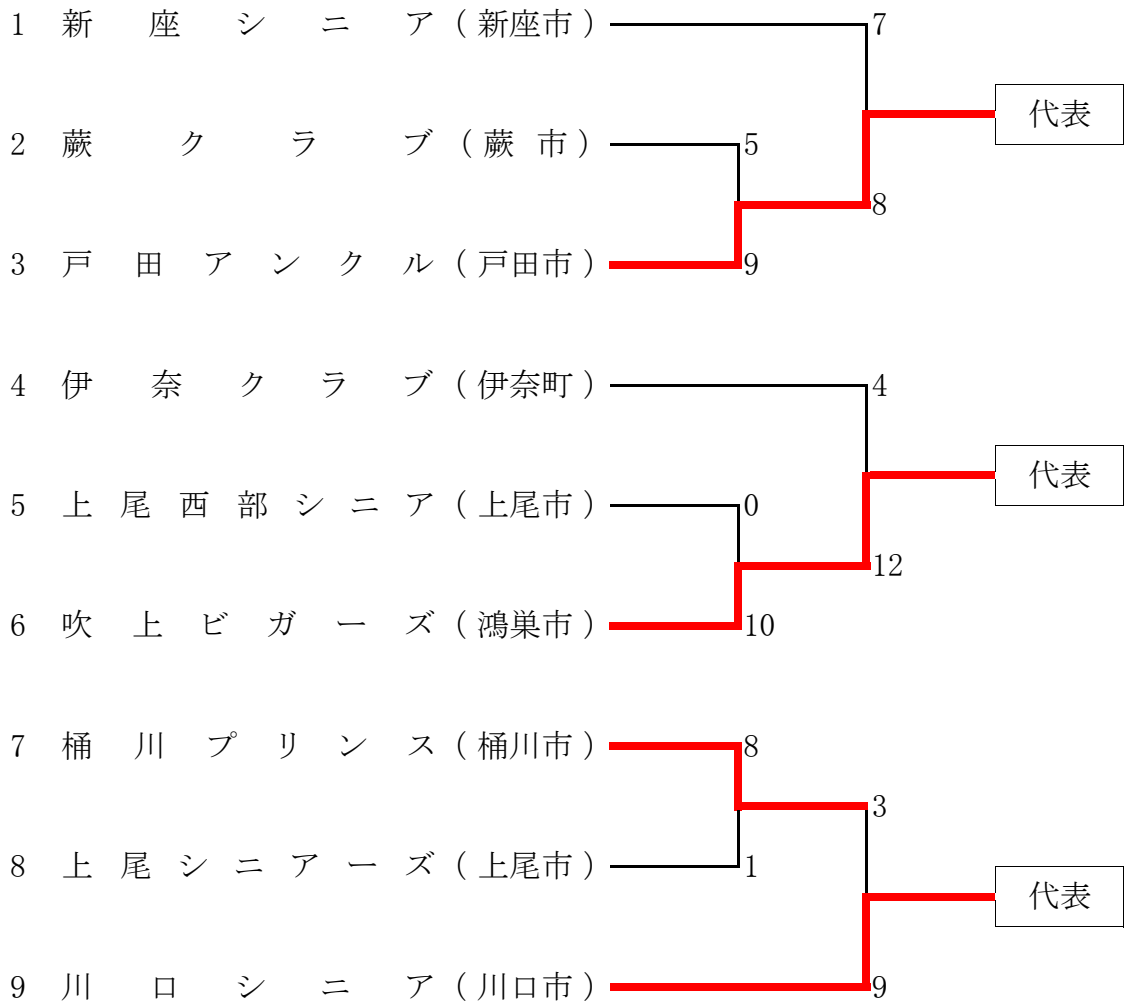 1 新座シニア (新座市) 7
代表
2 蕨クラブ (蕨市) 5
8
3 戸田アンクル (戸田市) 9
4 伊奈クラブ (伊奈町) 4
代表
5 上尾西部シニア (上尾市) 0
12
6 吹上ビガーズ (鴻巣市) 10
7 桶川プリンス (桶川市) 8
3
8 上尾シニアーズ (上尾市) 1
代表
9 川口シニア (川口市) 9